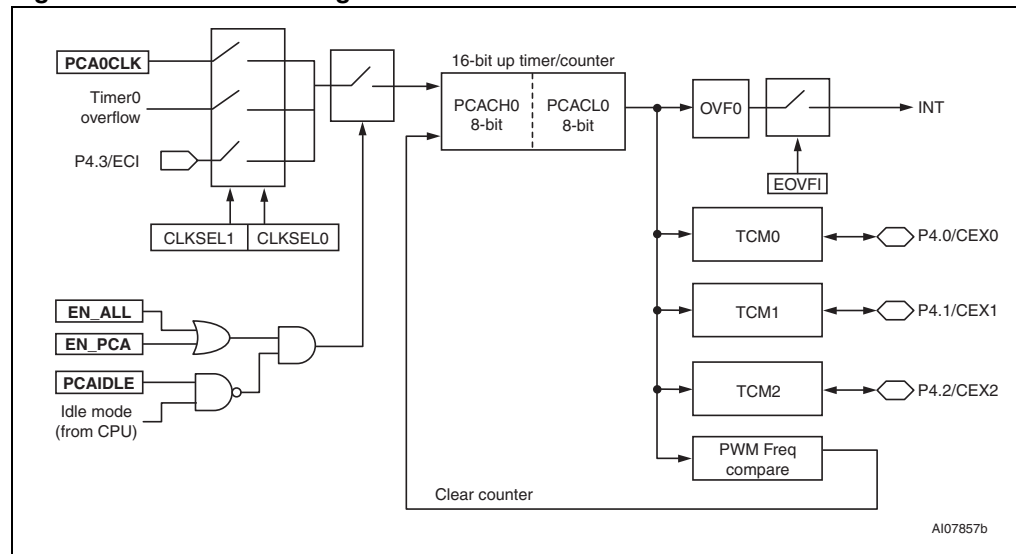 PCA0CLK
Timer0
overflow
P4.3/ECI
CLKSEL1 CLKSEL0
EN_ALL
EN_PCA
PCAIDLE
Idle mode
(from CPU)
16-bit up timer/counter
PCACH0
8-bit
PCACL0
8-bit
OVF0
INT
EOVFI
TCM0
P4.0/CEX0
TCM1
P4.1/CEX1
TCM2
P4.2/CEX2
PWM Freq
compare
Clear counter
AI07857b